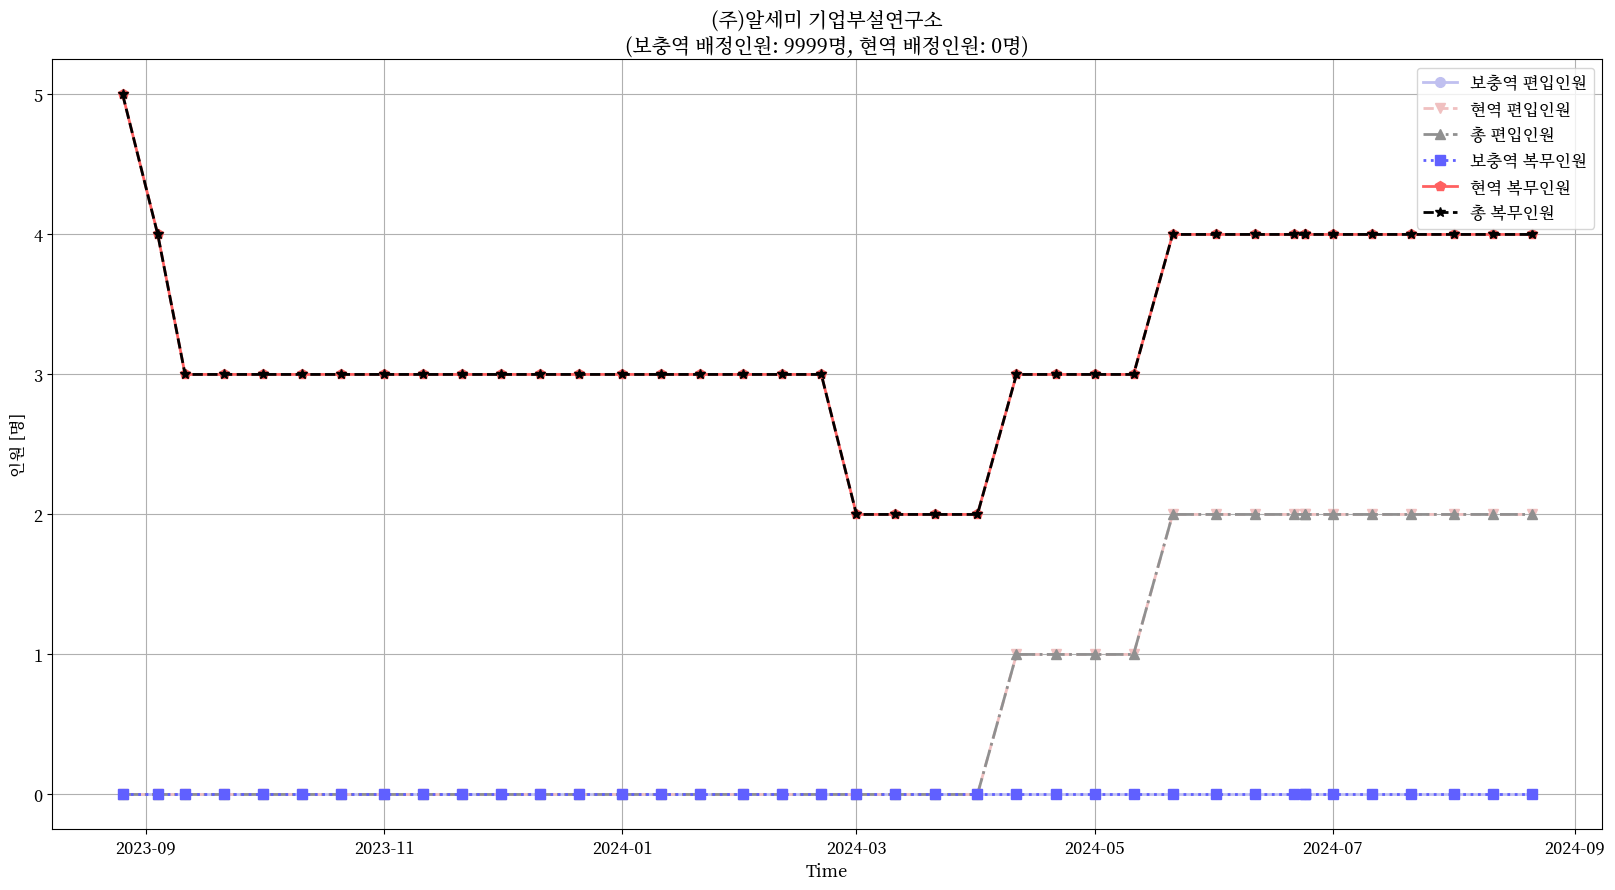 (주)알세미 기업부설연구소
(보충역 배정인원: 9999명, 현역 배정인원: 0명)
보충역 편입인원
현역 편입인원
총 편입인원
보충역 복무인원
현역 복무인원
총 복무인원
인원 [명]
5
4
3
2
1
0
2023-09
2023-11
2024-01
2024-03
2024-05
2024-07
2024-09
Time